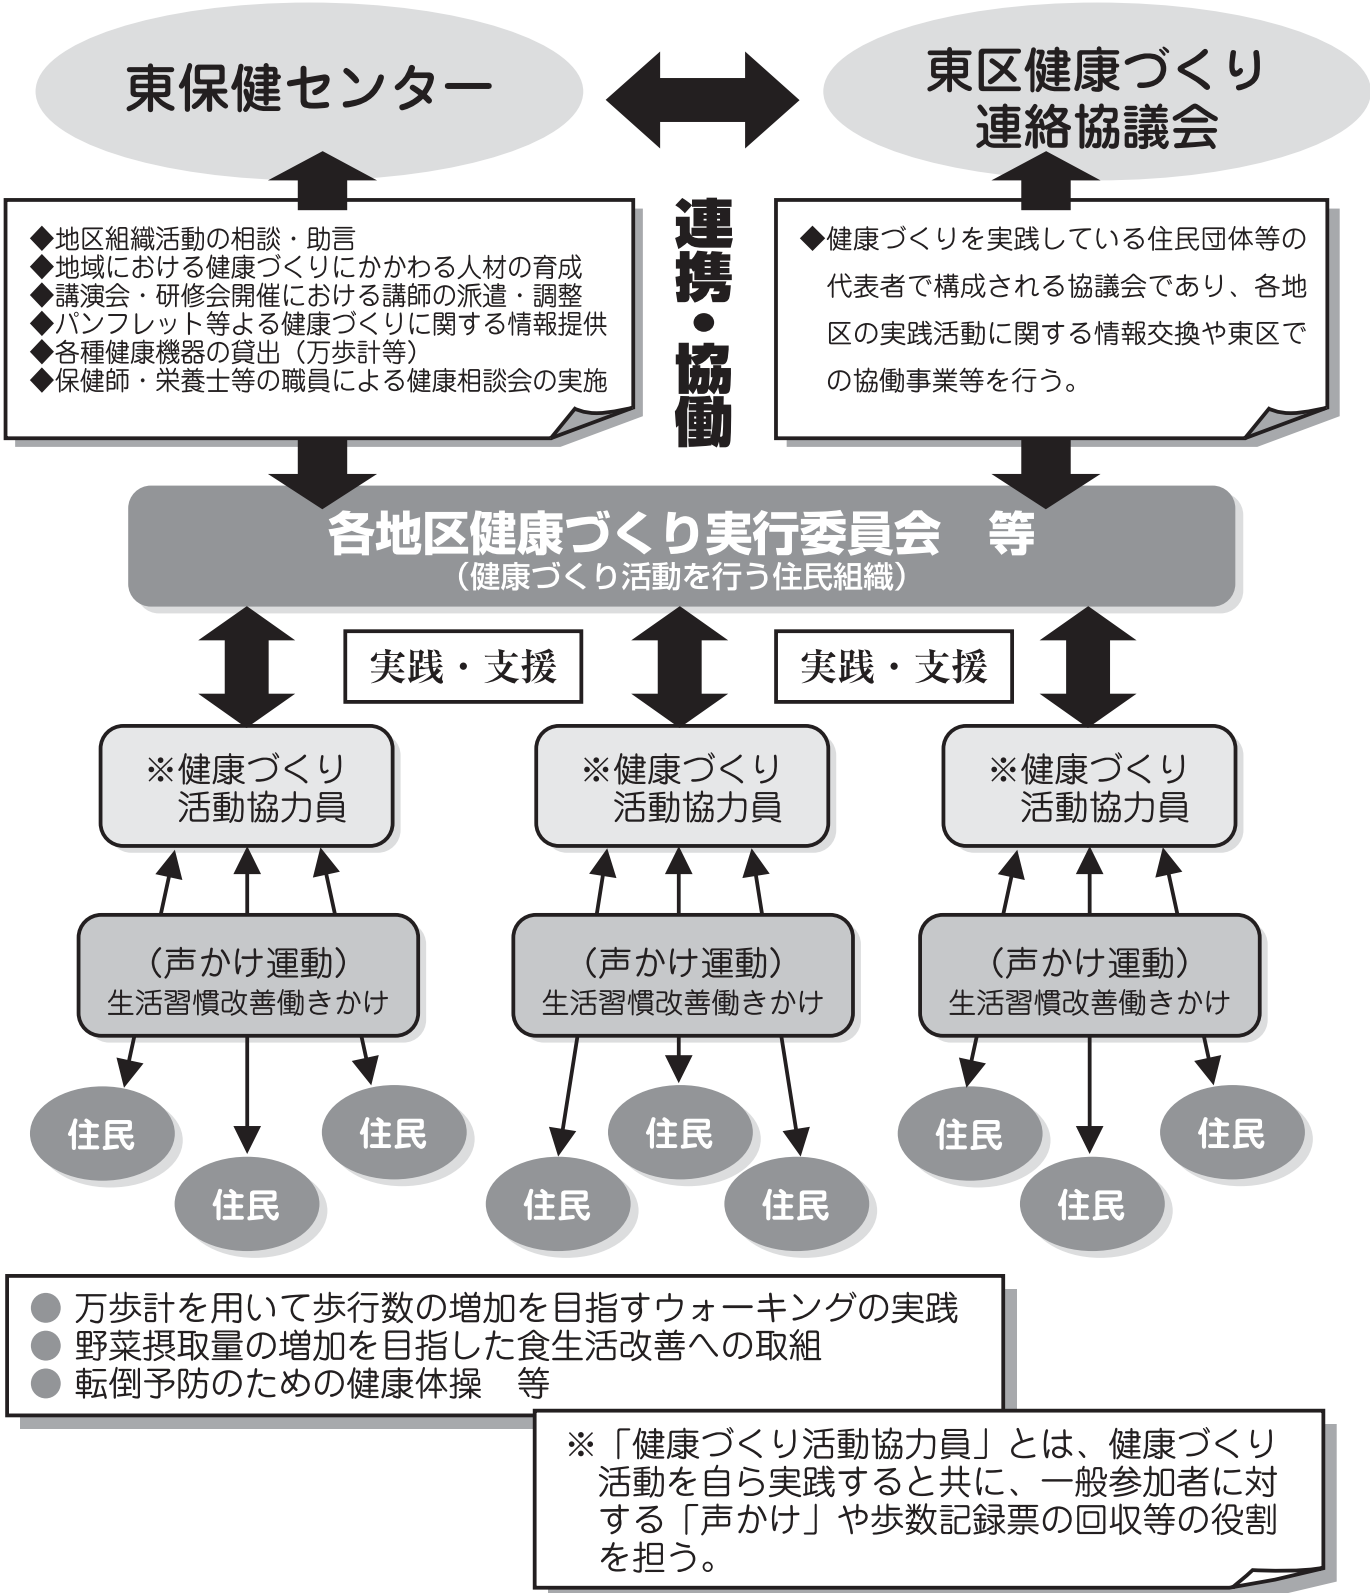 東保健センター
東区健康づくり
連絡協議会
連携・協働
◆地区組織活動の相談・助言
◆地域における健康づくりにかかわる人材の育成
◆講演会・研修会開催における講師の派遣・調整
◆パンフレット等よる健康づくりに関する情報提供
◆各種健康機器の貸出（万歩計等）
◆保健師・栄養士等の職員による健康相談会の実施
◆健康づくりを実践している住民団体等の
代表者で構成される協議会であり、各地
区の実践活動に関する情報交換や東区で
の協働事業等を行う。
各地区健康づくり実行委員会　等
（健康づくり活動を行う住民組織）
実践・支援
実践・支援
※健康づくり
活動協力員
※健康づくり
活動協力員
※健康づくり
活動協力員
（声かけ運動）
生活習慣改善働きかけ
（声かけ運動）
生活習慣改善働きかけ
（声かけ運動）
生活習慣改善働きかけ
住民
住民
住民
住民
住民
住民
住民
住民
住民
● 万歩計を用いて歩行数の増加を目指すウォーキングの実践
● 野菜摂取量の増加を目指した食生活改善への取組
● 転倒予防のための健康体操　等
※「健康づくり活動協力員」とは、健康づくり
活動を自ら実践すると共に、一般参加者に対
する「声かけ」や歩数記録票の回収等の役割
を担う。